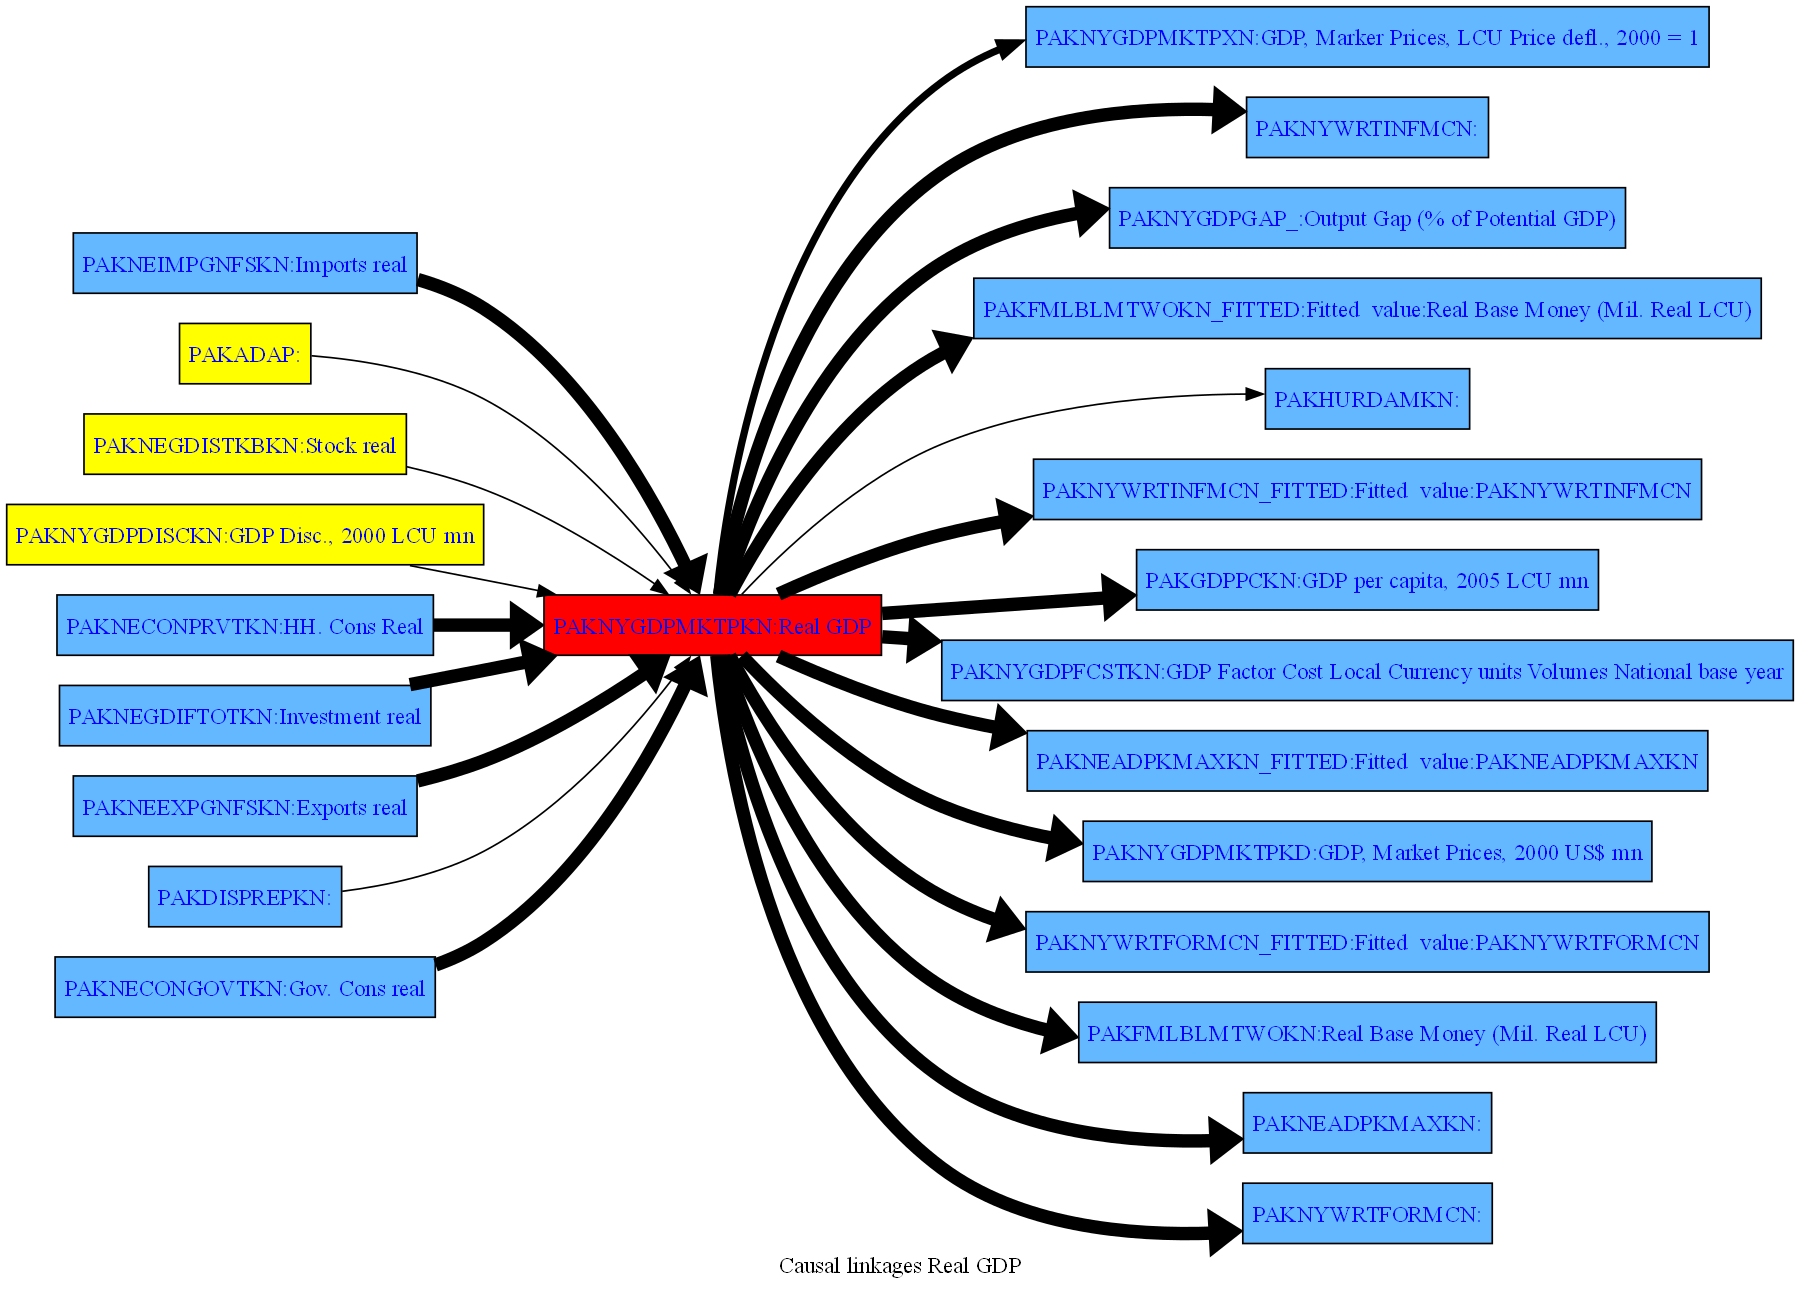 PAKNYGDPMKTPXN:GDP, Marker Prices, LCU Price defl., 2000 = 1
PAKNYWRTINFMCN:
PAKNYGDPGAP_:Output Gap (% of Potential GDP)
PAKNEIMPGNFSKN:Imports real
PAKFMLBLMTWOKN_FITTED:Fitted  value:Real Base Money (Mil. Real LCU)
PAKADAP:
PAKHURDAMKN:
PAKNEGDISTKBKN:Stock real
PAKNYWRTINFMCN_FITTED:Fitted  value:PAKNYWRTINFMCN
PAKNYGDPDISCKN:GDP Disc., 2000 LCU mn
PAKGDPPCKN:GDP per capita, 2005 LCU mn
PAKNECONPRVTKN:HH. Cons Real
PAKNYGDPMKTPKN:Real GDP
PAKNYGDPFCSTKN:GDP Factor Cost Local Currency units Volumes National base year
PAKNEGDIFTOTKN:Investment real
PAKNEADPKMAXKN_FITTED:Fitted  value:PAKNEADPKMAXKN
PAKNEEXPGNFSKN:Exports real
PAKNYGDPMKTPKD:GDP, Market Prices, 2000 US$ mn
PAKDISPREPKN:
PAKNYWRTFORMCN_FITTED:Fitted  value:PAKNYWRTFORMCN
PAKNECONGOVTKN:Gov. Cons real
PAKFMLBLMTWOKN:Real Base Money (Mil. Real LCU)
PAKNEADPKMAXKN:
PAKNYWRTFORMCN:
Causal linkages Real GDP